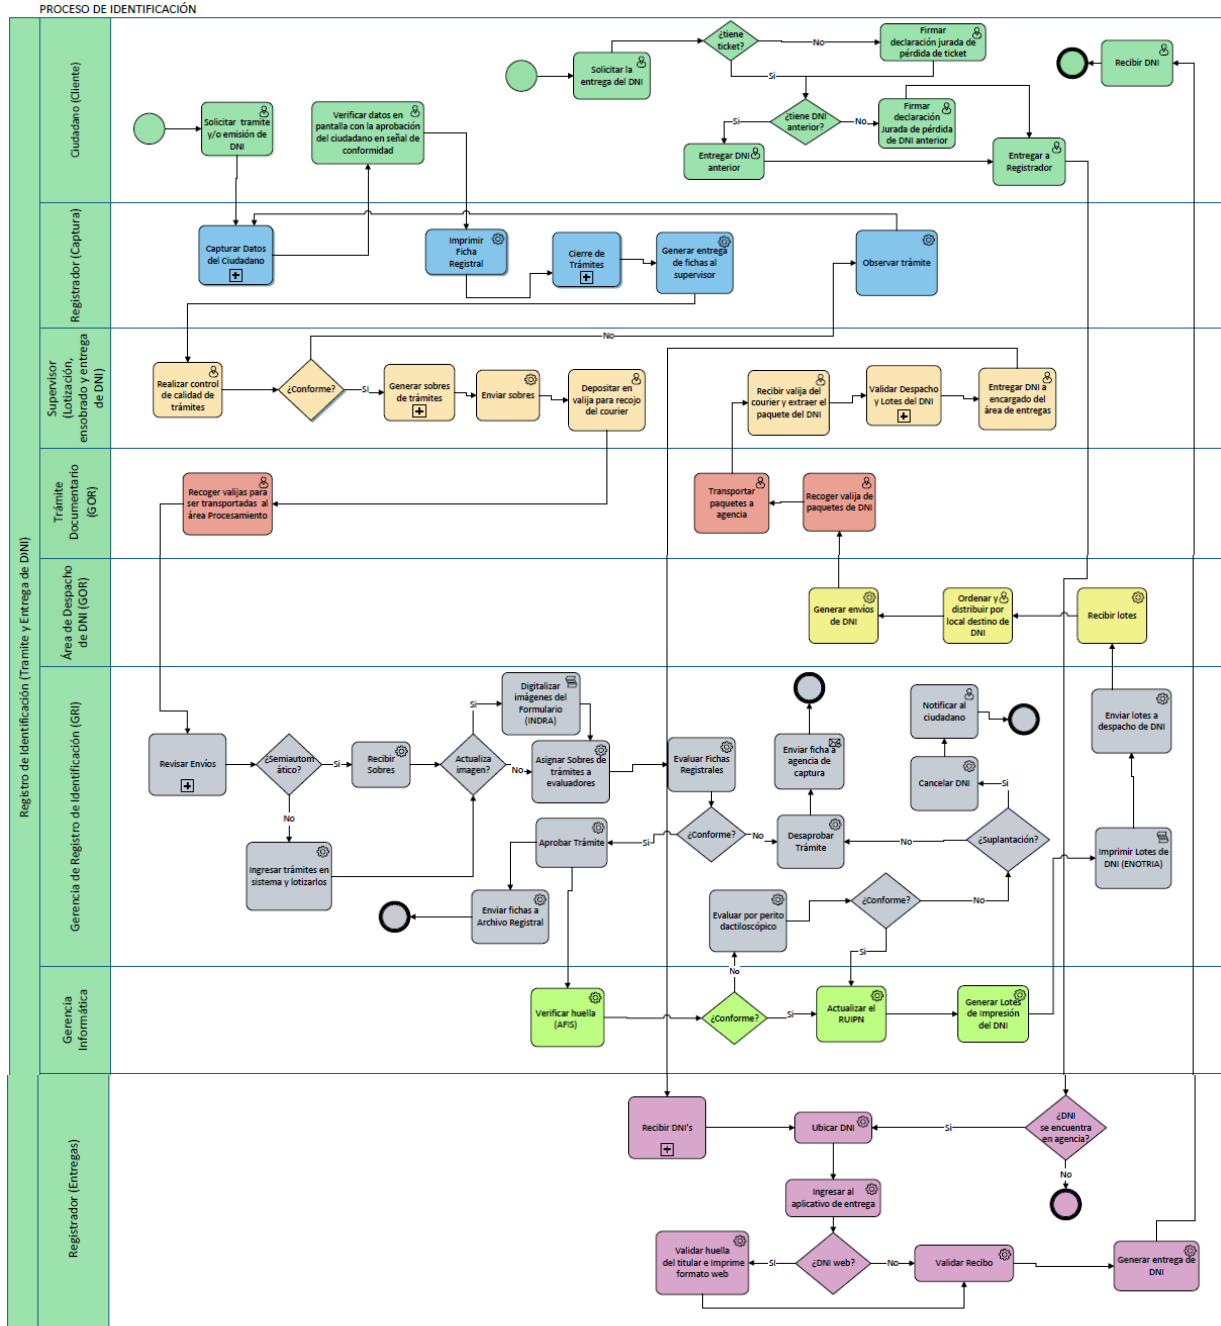 PROCESO DE IDENTIFICACIÓN
Registro de Identificación (Tramite y Entrega de DINI)
Ciudadano (Cliente)
Solicitar tramite
y/o emisión de
DNI
Verificar datos en
pantalla con la aprobación
del ciudadano en señal de
conformidad
Solicitar la
entrega del DNI
¿tiene
ticket?
No
Si
Firmar
declaración jurada de
pérdida de ticket
¿tiene DNI
anterior?
Si
No
Firmar
declaración
Jurada de pérdida
de DNI anterior
Entregar DNI
anterior
Entregar a
Registrador
Recibir DNI
Registrador (Captura)
Capturar Datos
del Ciudadano
Imprimir
Ficha
Registral
Cierre de
Trámites
Generar entrega
de fichas al
supervisor
Observar trámite
Supervisor
(Lotización,
ensobrado y entrega
de DNI)
No
Realizar control
de calidad de
trámites
¿Conforme?
SI
Generar sobres
de trámites
Enviar sobres
Depositar en
valija para recojo
del courier
Recibir valija del
courier y extraer el
paquete del DNI
Validar Despacho
y Lotes del DNI
Entregar DNI a
encargado del
área de entregas
Trámite
Documentario
(GOR)
Recoger valijas para
ser transportadas al
área Procesamiento
Transportar
paquetes a
agencia
Recoger valija de
paquetes de DNI
Área de Despacho
de DNI (GOR)
Generar envíos
de DNI
Ordenar y
distribuir por
local destino de
DNI
Recibir lotes
Gerencia de Registro de Identificación (GRI)
Revisar Envíos
¿Semiautom
ático?
Si
No
Recibir
Sobres
Actualiza
imagen?
Si
No
Digitalizar
imágenes del
Formulario
(INDRA)
Asignar Sobres de
trámites a
evaluadores
Evaluar Fichas
Registrales
Enviar ficha a
agencia de
captura
Notificar al
ciudadano
Cancelar DNI
Si
Enviar lotes a
despacho de DNI
Ingresar trámites en
sistema y lotizarlos
Aprobar Trámite
Si
¿Conforme?
No
Desaprobar
Trámite
No
¿Suplantación?
Imprimir Lotes de
DNI (ENOTRIA)
Enviar fichas a
Archivo Registral
Evaluar por perito
dactiloscópico
¿Conforme?
No
Si
Gerencia
Informática
No
Verificar huella
(AFIS)
¿Conforme?
Si
Actualizar el
RUIPN
Generar Lotes
de Impresión
del DNI
Registrador (Entregas)
Recibir DNI's
Ubicar DNI
Si
¿DNI
se encuentra
en agencia?
No
Ingresar al
aplicativo de entrega
Validar huella
del titular e Imprime
formato web
SI
¿DNI web?
No
Validar Recibo
Generar entrega de
DNI